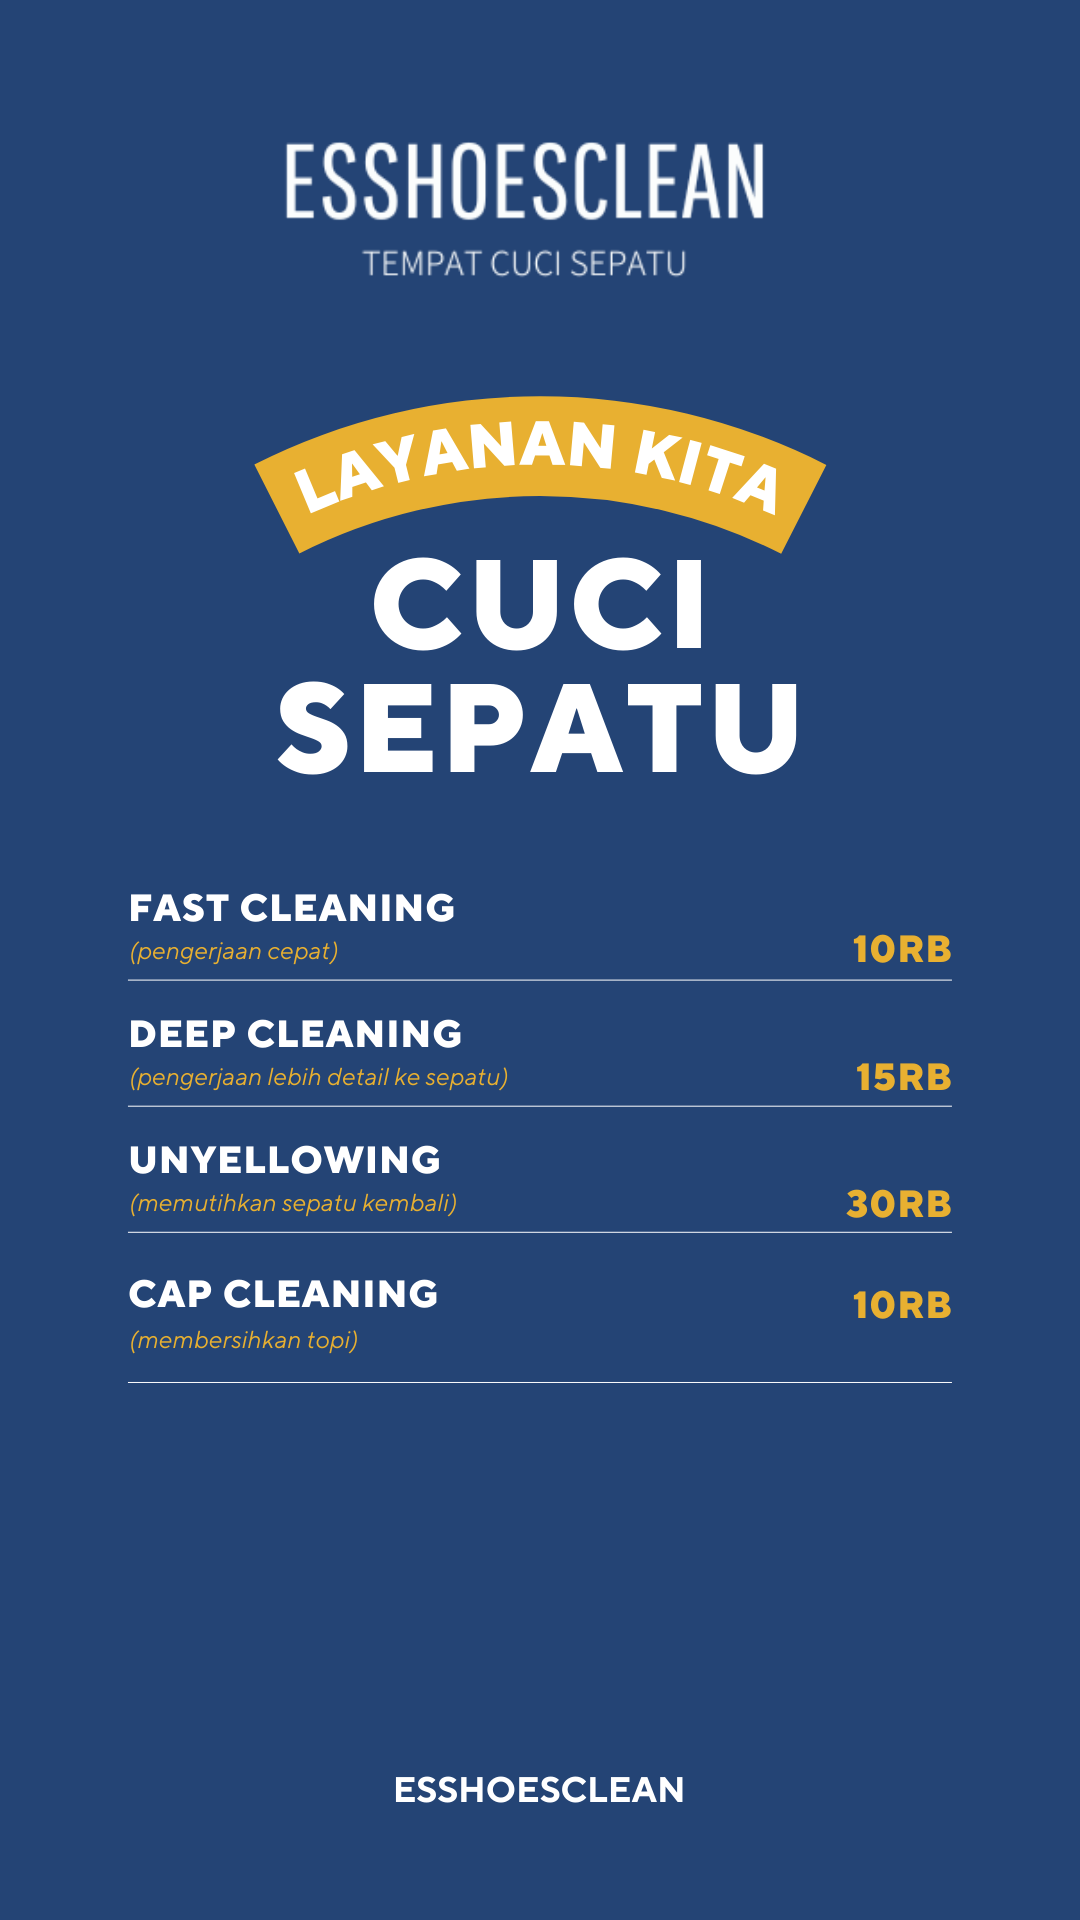 ESSHOESCLEAN
TEMPAT CUCI SEPATU
LAYANAN KITA
CUCI
SEPATU
FAST CLEANING
(pengerjaan cepat)
10RB
DEEP CLEANING
(pengerjaan lebih detail ke sepatu)
15RB
UNYELLOWING
(memutihkan sepatu kembali)
30RB
CAP CLEANING
10RB
(membersihkan topi)
ESSHOESCLEAN